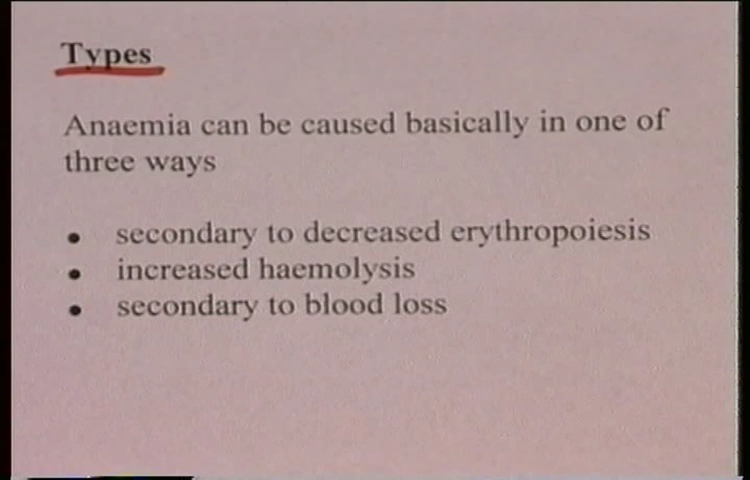 Types
Anaemia can be caused basically in one of
three ways
• secondary to decreased erythropoiesis
• increased haemolysis
• secondary to blood loss